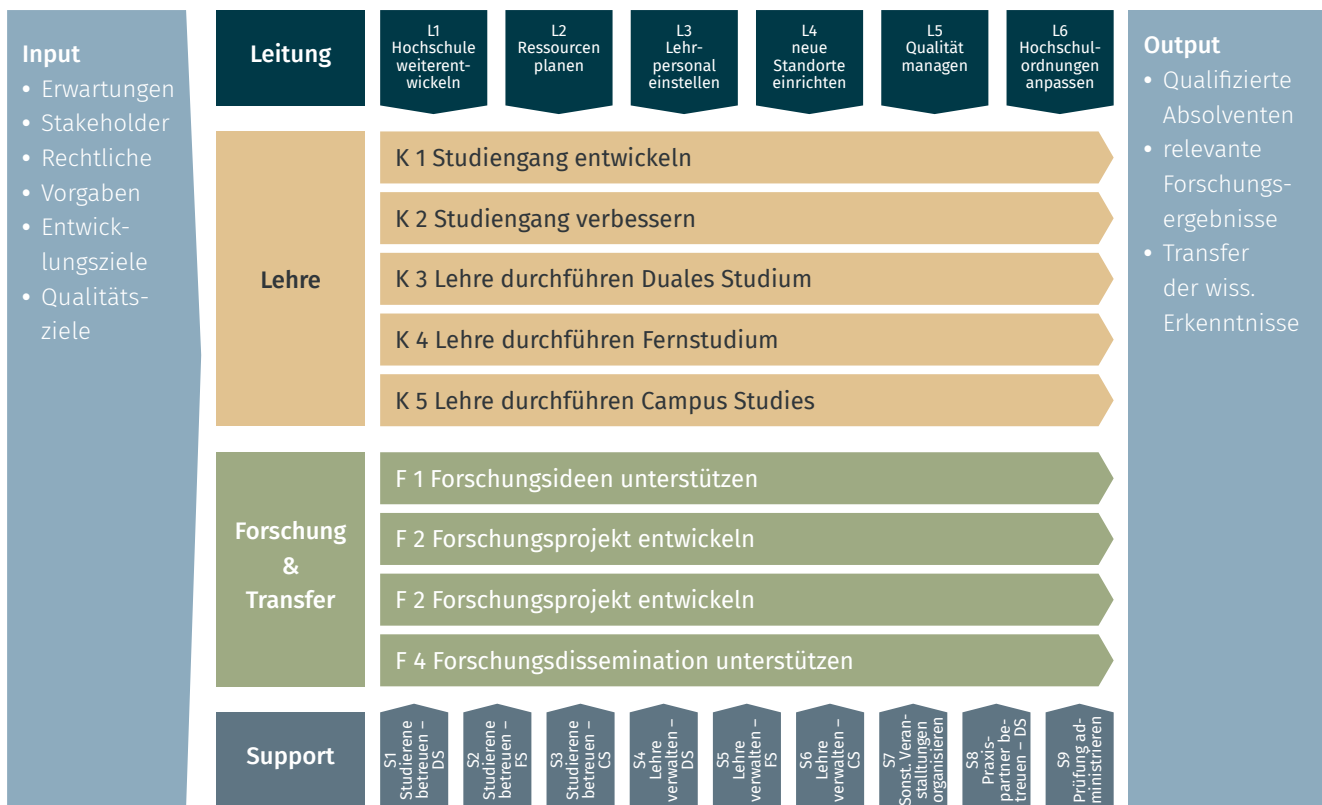 Input
• Erwartungen
• Stakeholder
• Rechtliche
• Vorgaben
• Entwick-
lungsziele
• Qualitäts-
ziele
Leitung
L1
Hochschule
weiterent-
wickeln
L2
Ressourcen
planen
L3
Lehr-
personal
einstellen
L4
neue
Standorte
einrichten
L5
Qualität
managen
L6
Hochschul-
ordnungen
anpassen
Lehre
K 1 Studiengang entwickeln
K 2 Studiengang verbessern
K 3 Lehre durchführen Duales Studium
K 4 Lehre durchführen Fernstudium
K 5 Lehre durchführen Campus Studies
Forschung
&
Transfer
F 1 Forschungsideen unterstützen
F 2 Forschungsprojekt entwickeln
F 2 Forschungsprojekt entwickeln
F 4 Forschungsdissemination unterstützen
Support
S1
Studierene
betreuen –
DS
S2
Studierene
betreuen –
FS
S3
Studierene
betreuen –
CS
S4
Lehre
verwalten –
DS
S5
Lehre
verwalten –
FS
S6
Lehre
verwalten –
CS
S7
Sonst. Veran-
stalltungen
organisieren
S8
Praxis-
partner be-
treuen – DS
S9
Prüfung ad-
ministrieren
Output
• Qualifizierte
Absolventen
• relevante
Forschungs-
ergebnisse
• Transfer
der wiss.
Erkenntnisse